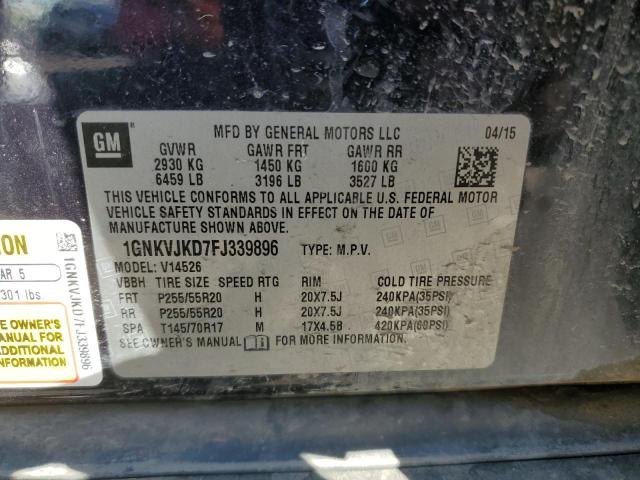 GM
MFD BY GENERAL MOTORS LLC 04/15
GVWR GAWR FRT GAWR RR
2930 KG 1450 KG 1600 KG
6459 LB 3196 LB 3527 LB
THIS VEHICLE CONFORMS TO ALL APPLICABLE U.S. FEDERAL MOTOR
VEHICLE SAFETY STANDARDS IN EFFECT ON THE DATE OF
MANUFACTURE SHOWN ABOVE.
1GNKVJKD7FJ339896 TYPE: M.P.V.
MODEL: V14526
VBBH TIRE SIZE SPEED RTG RIM COLD TIRE PRESSURE
FRT P255/55R20 H 20X7.5J 240KPA(35PSI)
RR P255/55R20 H 20X7.5J 240KPA(35PSI)
SPA T145/70R17 M 17X4.5B 420KPA(60PSI)
SEE OWNER'S MANUAL FOR MORE INFORMATION.
ION
AR 5
301 lbs.
E OWNER'S
MANUAL FOR
ADDITIONAL
FORMATION
1GNKVJKD7FJ339896